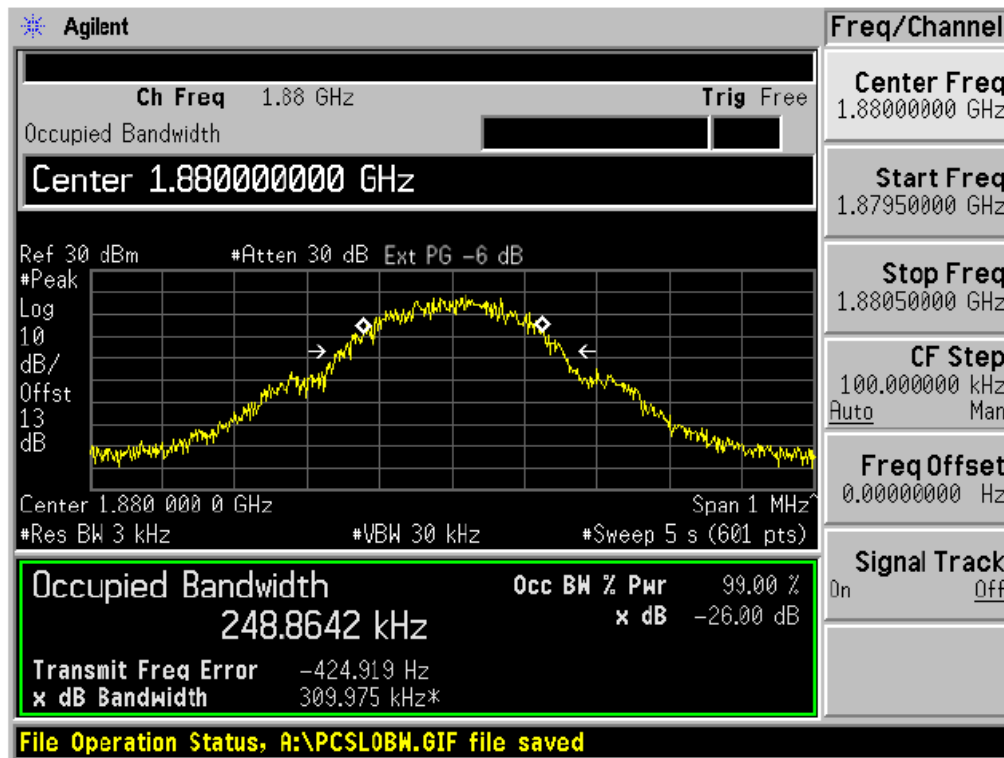 Agilent
Freq/Channel
Ch Freq 1.88 GHz Trig Free
Occupied Bandwidth
Center 1.880000000 GHz
Ref 30 dBm #Atten 30 dB Ext PG -6 dB
#Peak
Log
10
dB/
Offst
13
dB
Center 1.880 000 0 GHz Span 1 MHz^
#Res BW 3 kHz #VBW 30 kHz #Sweep 5 s (601 pts)
Occupied Bandwidth Occ BW % Pwr 99.00 %
248.8642 kHz x dB -26.00 dB
Transmit Freq Error -424.919 Hz
x dB Bandwidth 309.975 kHz*
File Operation Status, A:\PCSLOBW.GIF file saved
Center Freq
1.88000000 GHz
Start Freq
1.87950000 GHz
Stop Freq
1.88050000 GHz
CF Step
100.000000 kHz
Auto Man
Freq Offset
0.00000000 Hz
Signal Track
On Off